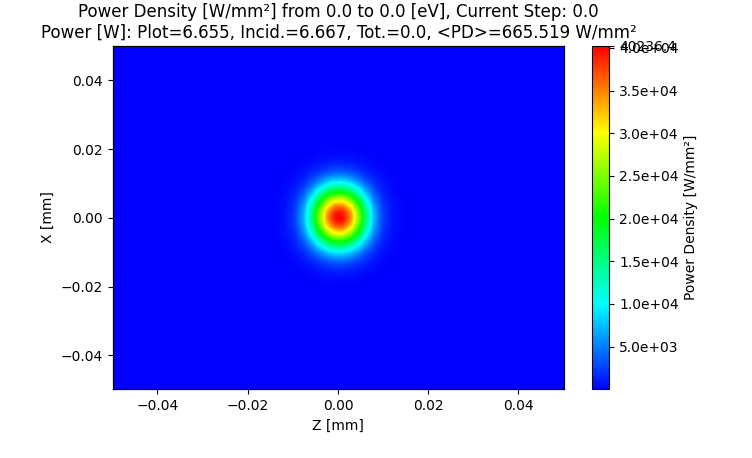 Power Density [W/mm²] from 0.0 to 0.0 [eV], Current Step: 0.0
Power [W]: Plot=6.655, Incid.=6.667, Tot.=0.0, <PD>=665.519 W/mm²
0.04
0.02
0.00
−0.02
−0.04
X [mm]
−0.04
−0.02
0.00
0.02
0.04
Z [mm]
40236.4
4.0e+04
3.5e+04
3.0e+04
2.5e+04
2.0e+04
1.5e+04
1.0e+04
5.0e+03
Power Density [W/mm²]